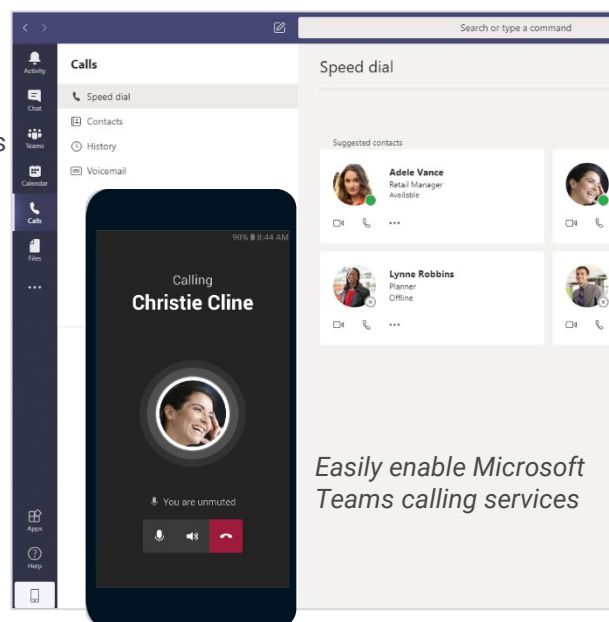 Search or type a command
Activity
Chat
Teams
Calendar
Calls
Files
Apps
Help
Calls
Speed dial
Contacts
History
Voicemail
Speed dial
Suggested contacts
Adele Vance
Retail Manager
Available
Lynne Robbins
Planner
Offline
90% 8:44 AM
Calling
Christie Cline
You are unmuted
Easily enable Microsoft
Teams calling services
s